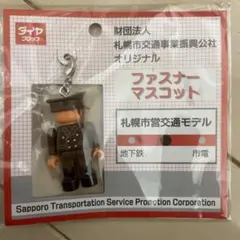 ダイヤ
ブロック
財団法人
札幌市交通事業振興公社
オリジナル
ファスナー
マスコット
札幌市営交通モデル
地下鉄
市電
Sapporo Transportation Service Promotion Corporation